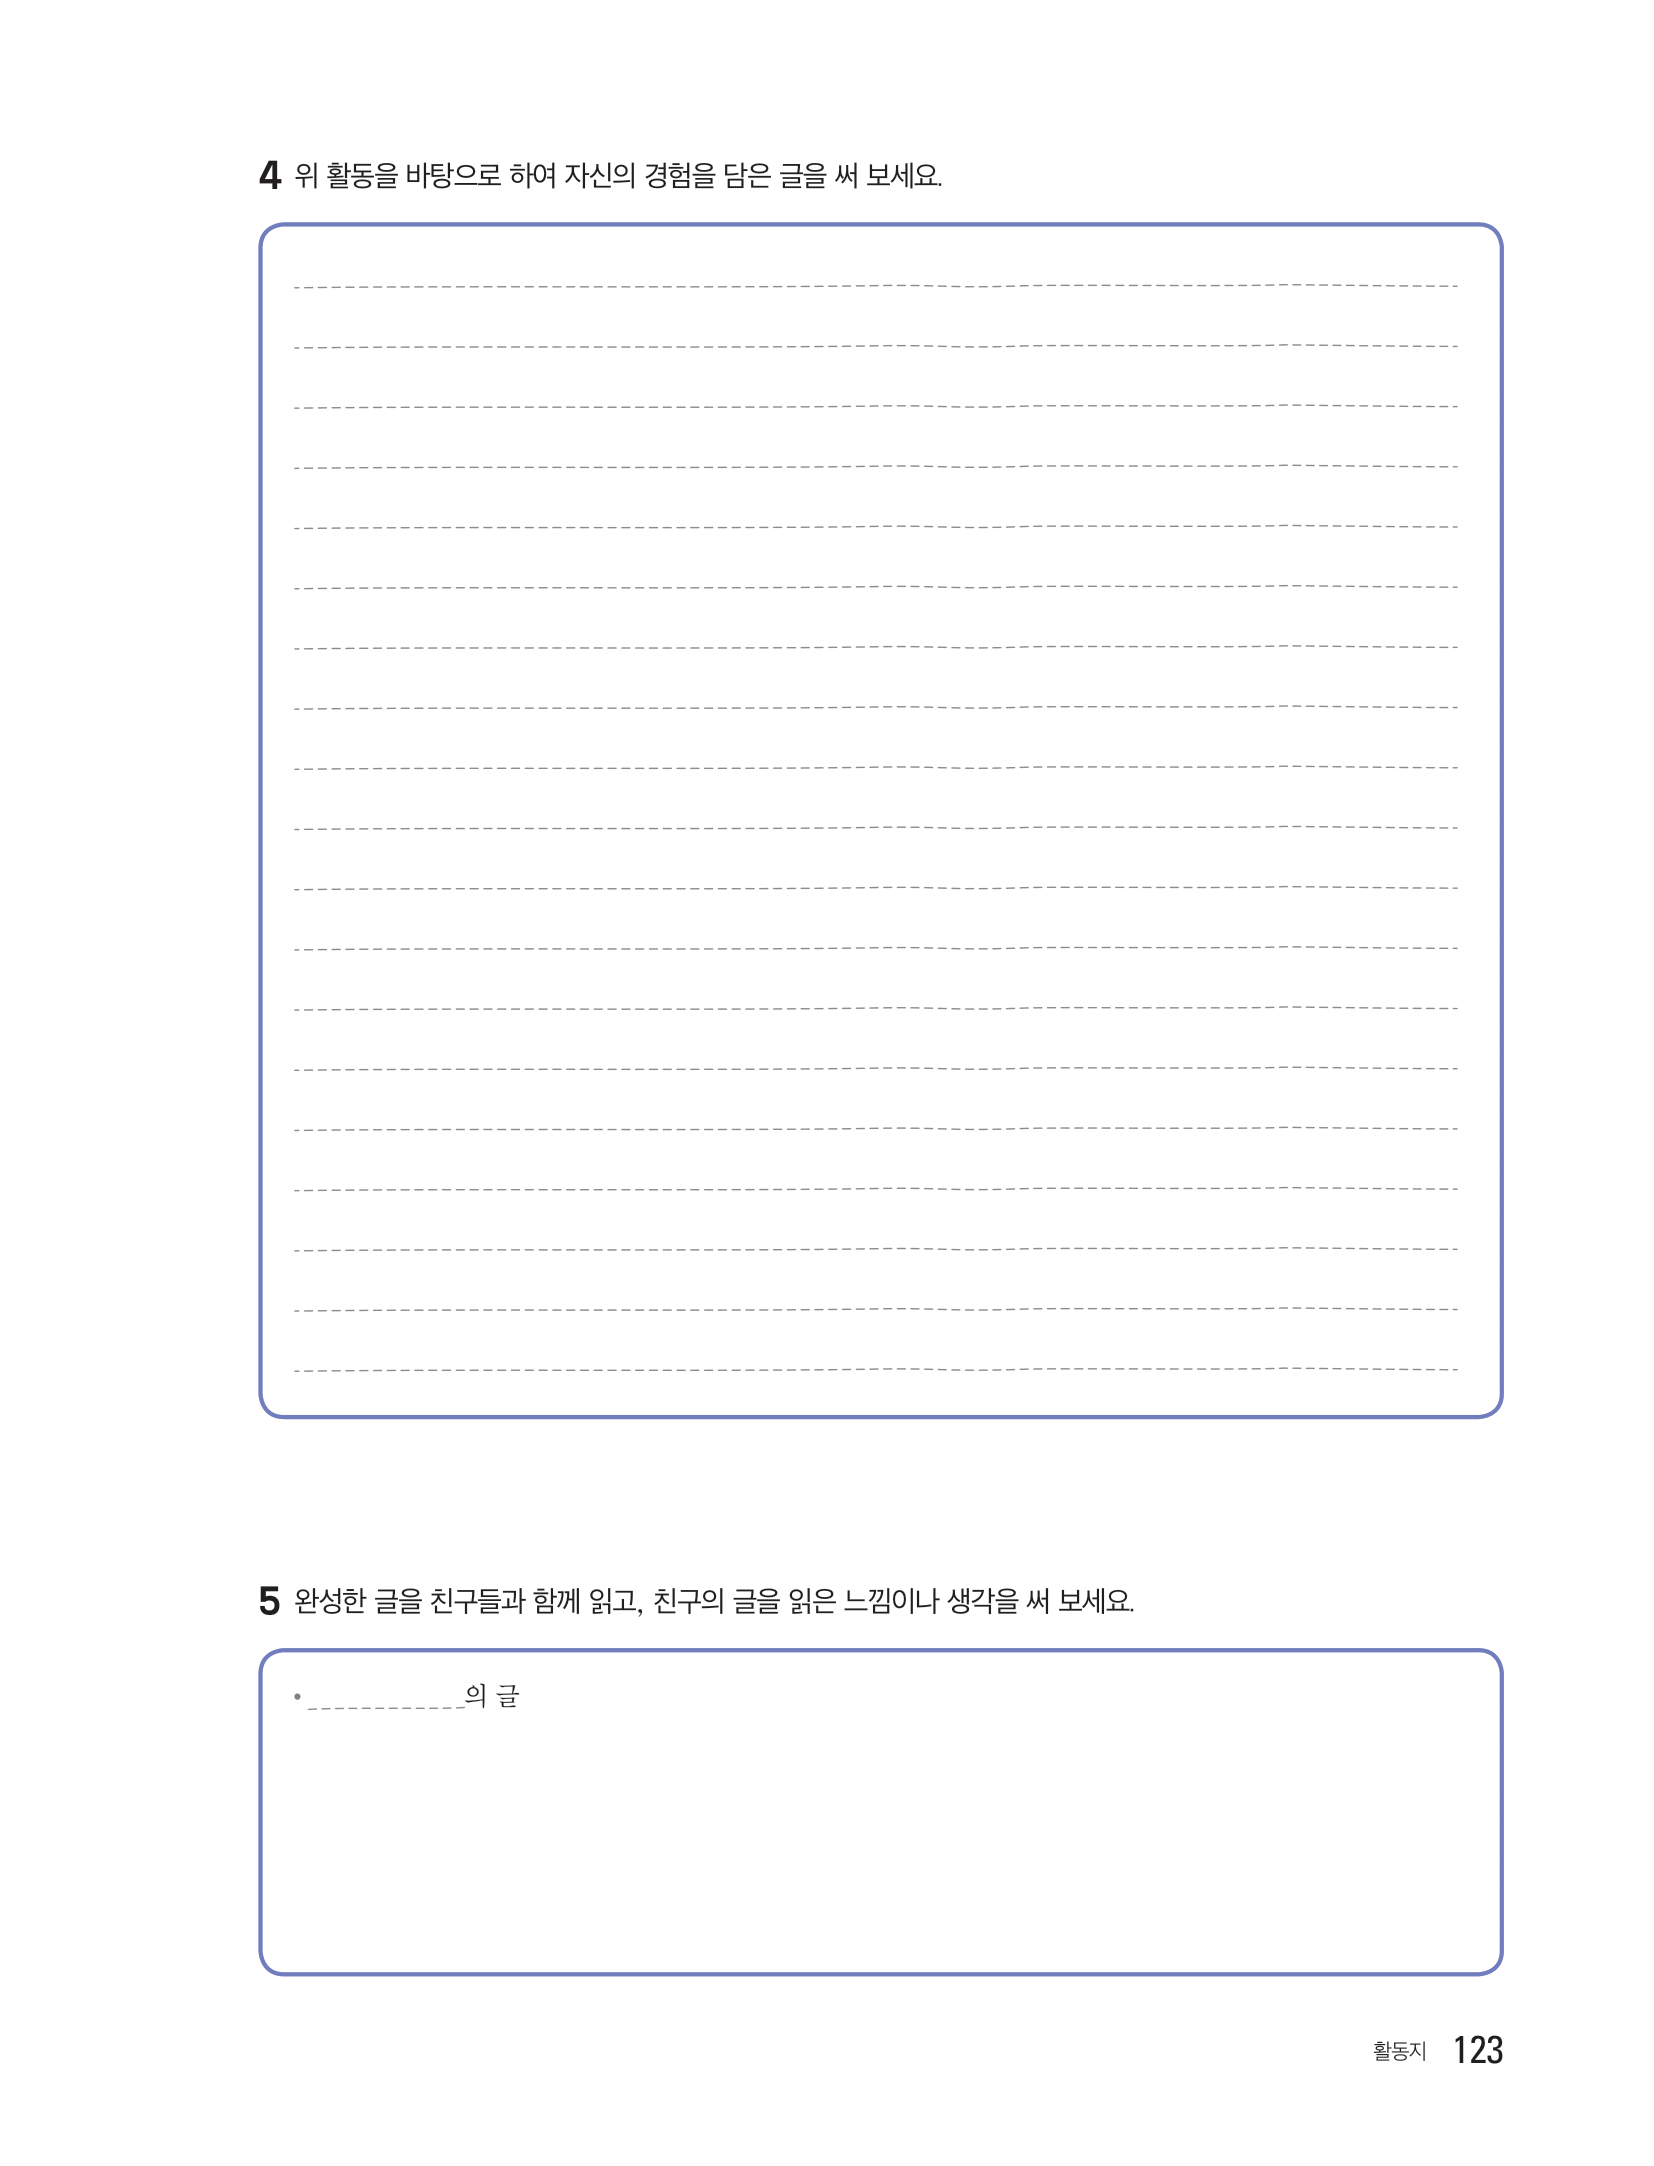 4 위 활동을 바탕으로 하여 자신의 경험을 담은 글을 써 보세요.
5 완성한 글을 친구들과 함께 읽고, 친구의 글을 읽은 느낌이나 생각을 써 보세요.
• ____________의 글
활동지 123